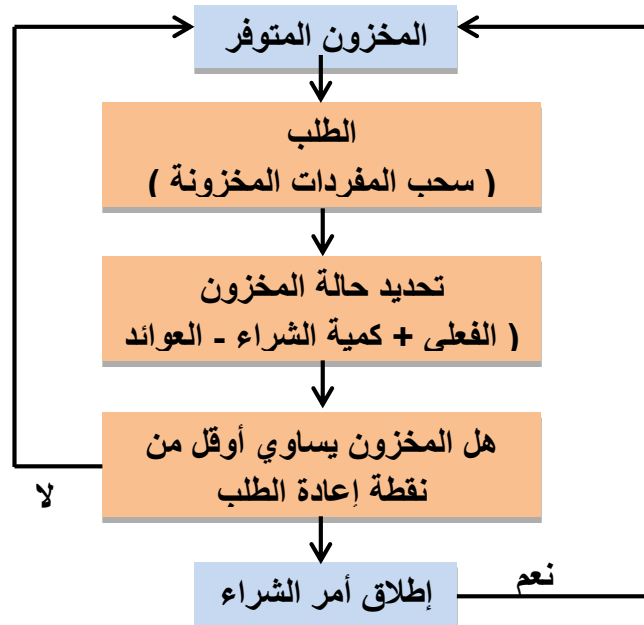 المخزون المتوفر
الطلب
( سحب المفردات المخزونة )
تحديد حالة المخزون
( الفعلي + كمية الشراء - العوائد
هل المخزون يساوي أوقل من
نقطة إعادة الطلب
لا
إطلاق أمر الشراء
نعم